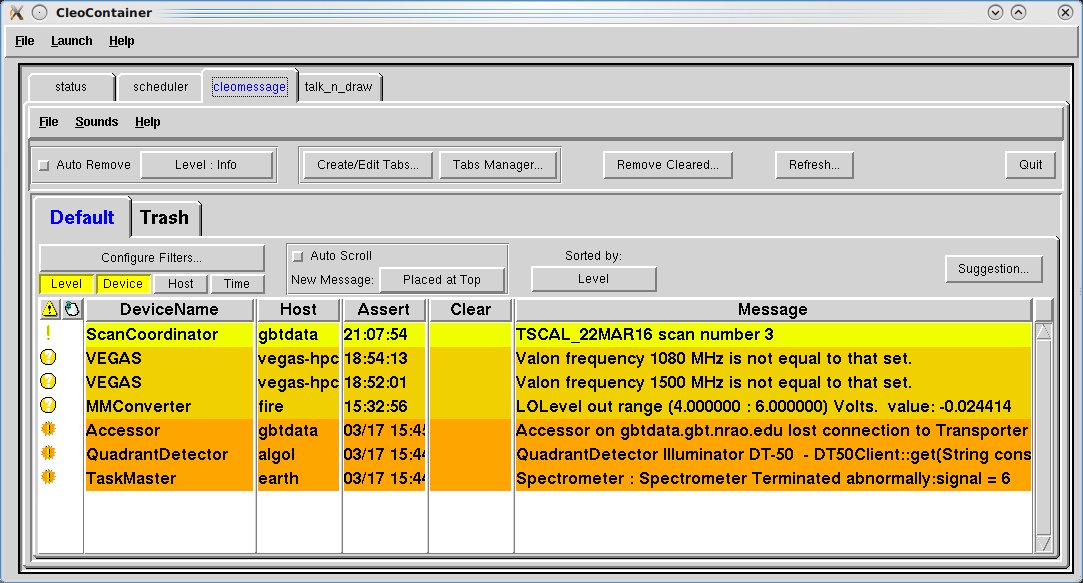 CleoContainer
File Launch Help
status scheduler cleomessage talk_n_draw
File Sounds Help
Auto Remove Level : Info Create/Edit Tabs... Tabs Manager... Remove Cleared... Refresh... Quit
Default Trash
Configure Filters... Auto Scroll Sorted by:
Level Device Host Time New Message: Placed at Top Level Suggestion...
DeviceName Host Assert Clear Message
ScanCoordinator gbtdata 21:07:54 TSCAL_22MAR16 scan number 3
VEGAS vegas-hpc 18:54:13 Valon frequency 1080 MHz is not equal to that set.
VEGAS vegas-hpc 18:52:01 Valon frequency 1500 MHz is not equal to that set.
MMConverter fire 15:32:56 LOLevel out range (4.000000 : 6.000000) Volts. value: -0.024414
Accessor gbtdata 03/17 15:45 Accessor on gbtdata.gbt.nrao.edu lost connection to Transporter
QuadrantDetector algol 03/17 15:44 QuadrantDetector Illuminator DT-50 - DT50Client::get(String cons
TaskMaster earth 03/17 15:44 Spectrometer : Spectrometer Terminated abnormally:signal = 6